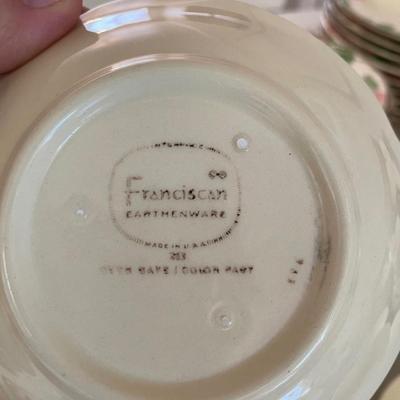 Franciscan
EARTHENWARE
MADE IN U.S.A.
OVEN SAFE / COLOR FAST